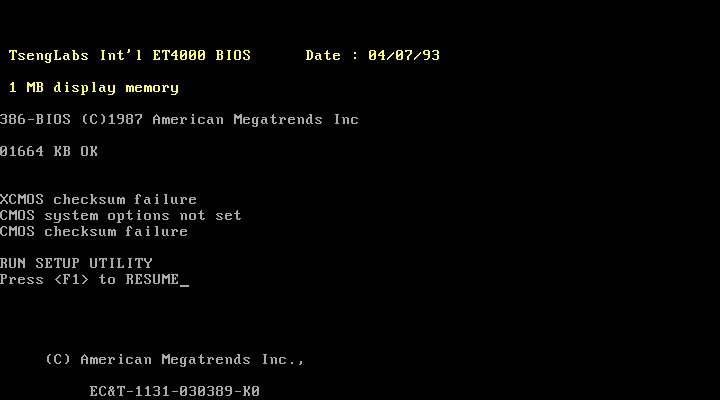 TsengLabs Int'l ET4000 BIOS      Date : 04/07/93
1 MB display memory
386-BIOS (C)1987 American Megatrends Inc
01664 KB OK
XCMOS checksum failure
CMOS system options not set
CMOS checksum failure
RUN SETUP UTILITY
Press <F1> to RESUME_
(C) American Megatrends Inc.,
EC&T-1131-030389-K0